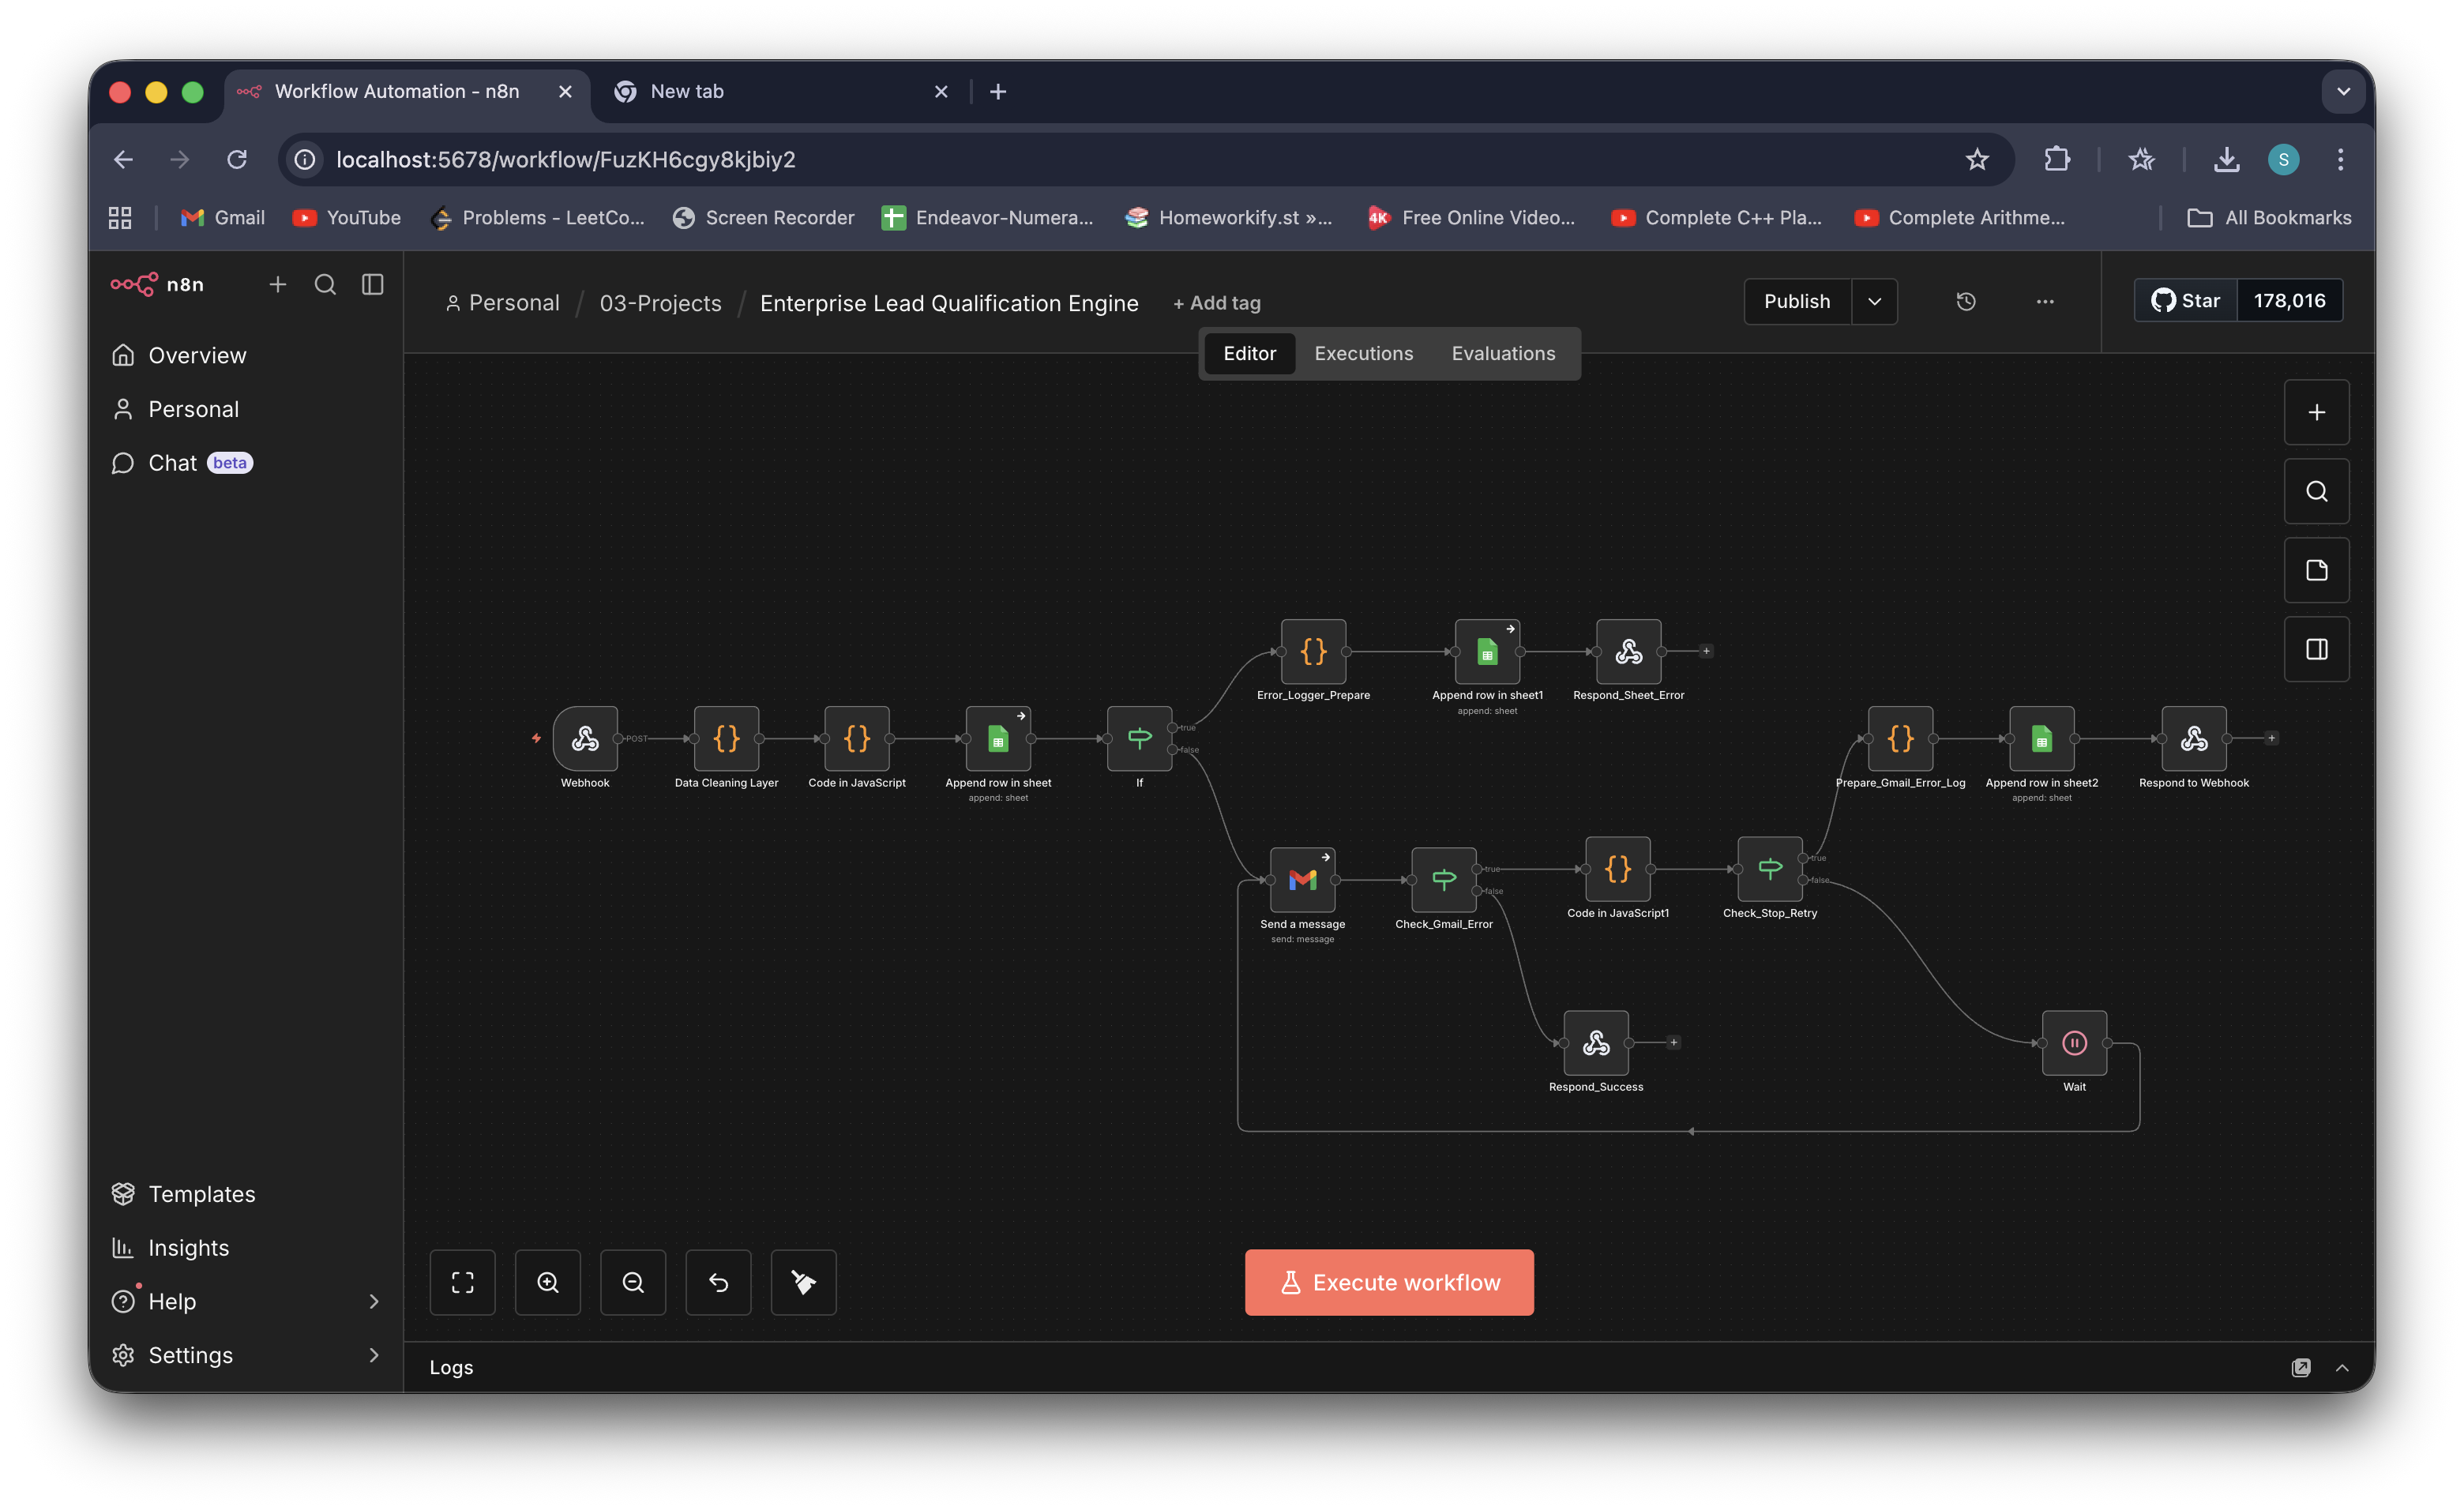 Workflow Automation - n8n
New tab
localhost:5678/workflow/FuzKH6cgy8kjbiy2
S
Gmail
YouTube
Problems - LeetCo...
Screen Recorder
Endeavor-Numera...
Homeworkify.st »...
4K
Free Online Video...
Complete C++ Pla...
Complete Arithme...
All Bookmarks
n8n
Personal / 03-Projects / Enterprise Lead Qualification Engine + Add tag
Publish
Star 178,016
Editor Executions Evaluations
Overview
Personal
Chat beta
Error_Logger_Prepare
Append row in sheet1
append: sheet
Respond_Sheet_Error
POST
true
false
Webhook
Data Cleaning Layer
Code in JavaScript
Append row in sheet
append: sheet
If
Prepare_Gmail_Error_Log
Append row in sheet2
append: sheet
Respond to Webhook
true
false
true
false
Send a message
send: message
Check_Gmail_Error
Code in JavaScript1
Check_Stop_Retry
Respond_Success
Wait
Templates
Insights
Help
Settings
Execute workflow
Logs